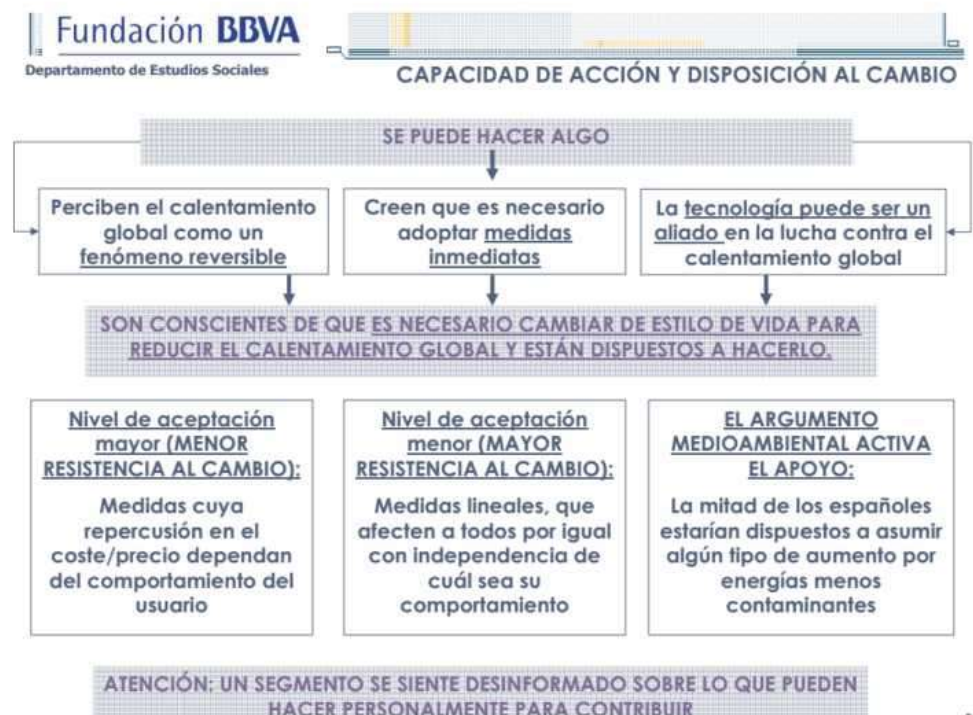 Fundación BBVA
Departamento de Estudios Sociales
CAPACIDAD DE ACCIÓN Y DISPOSICIÓN AL CAMBIO
SE PUEDE HACER ALGO
Perciben el calentamiento
global como un
fenómeno reversible
Creen que es necesario
adoptar medidas
inmediatas
La tecnología puede ser un
aliado en la lucha contra el
calentamiento global
SON CONSCIENTES DE QUE ES NECESARIO CAMBIAR DE ESTILO DE VIDA PARA
REDUCIR EL CALENTAMIENTO GLOBAL Y ESTÁN DISPUESTOS A HACERLO.
Nivel de aceptación
mayor (MENOR
RESISTENCIA AL CAMBIO):
Medidas cuya
repercusión en el
coste/precio dependan
del comportamiento del
usuario
Nivel de aceptación
menor (MAYOR
RESISTENCIA AL CAMBIO):
Medidas lineales, que
afecten a todos por igual
con independencia de
cuál sea su
comportamiento
EL ARGUMENTO
MEDIOAMBIENTAL ACTIVA
EL APOYO:
La mitad de los españoles
estarían dispuestos a asumir
algún tipo de aumento por
energías menos
contaminantes
ATENCIÓN: UN SEGMENTO SE SIENTE DESINFORMADO SOBRE LO QUE PUEDEN
HACER PERSONALMENTE PARA CONTRIBUIR